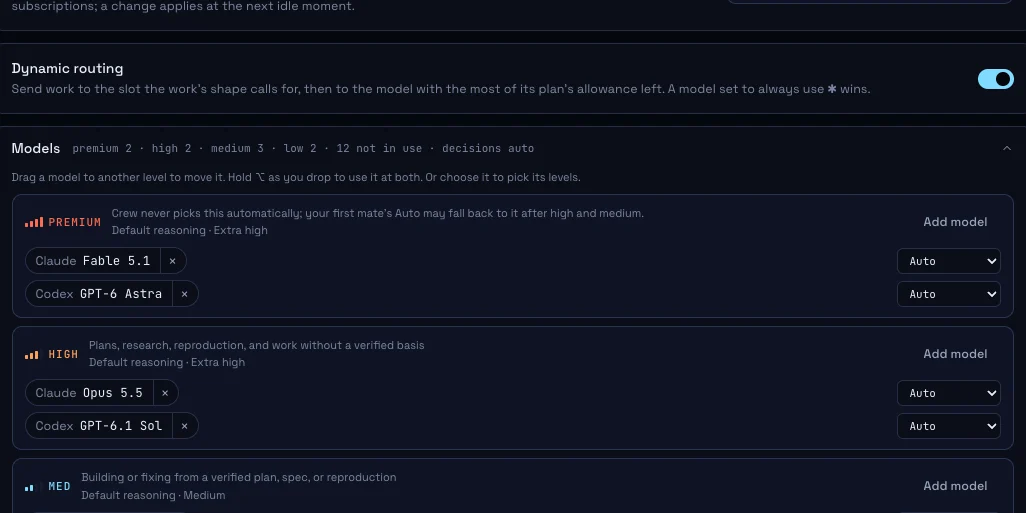 subscriptions; a change applies at the next idle moment.
Dynamic routing
Send work to the slot the work's shape calls for, then to the model with the most of its plan's allowance left. A model set to always use ✱ wins.
Models premium 2 · high 2 · medium 3 · low 2 · 12 not in use · decisions auto
Drag a model to another level to move it. Hold ⌥ as you drop to use it at both. Or choose it to pick its levels.
PREMIUM Crew never picks this automatically; your first mate's Auto may fall back to it after high and medium. Add model
Default reasoning · Extra high
Claude Fable 5.1 × Auto
Codex GPT-6 Astra × Auto
HIGH Plans, research, reproduction, and work without a verified basis Add model
Default reasoning · Extra high
Claude Opus 5.5 × Auto
Codex GPT-6.1 Sol × Auto
MED Building or fixing from a verified plan, spec, or reproduction Add model
Default reasoning · Medium